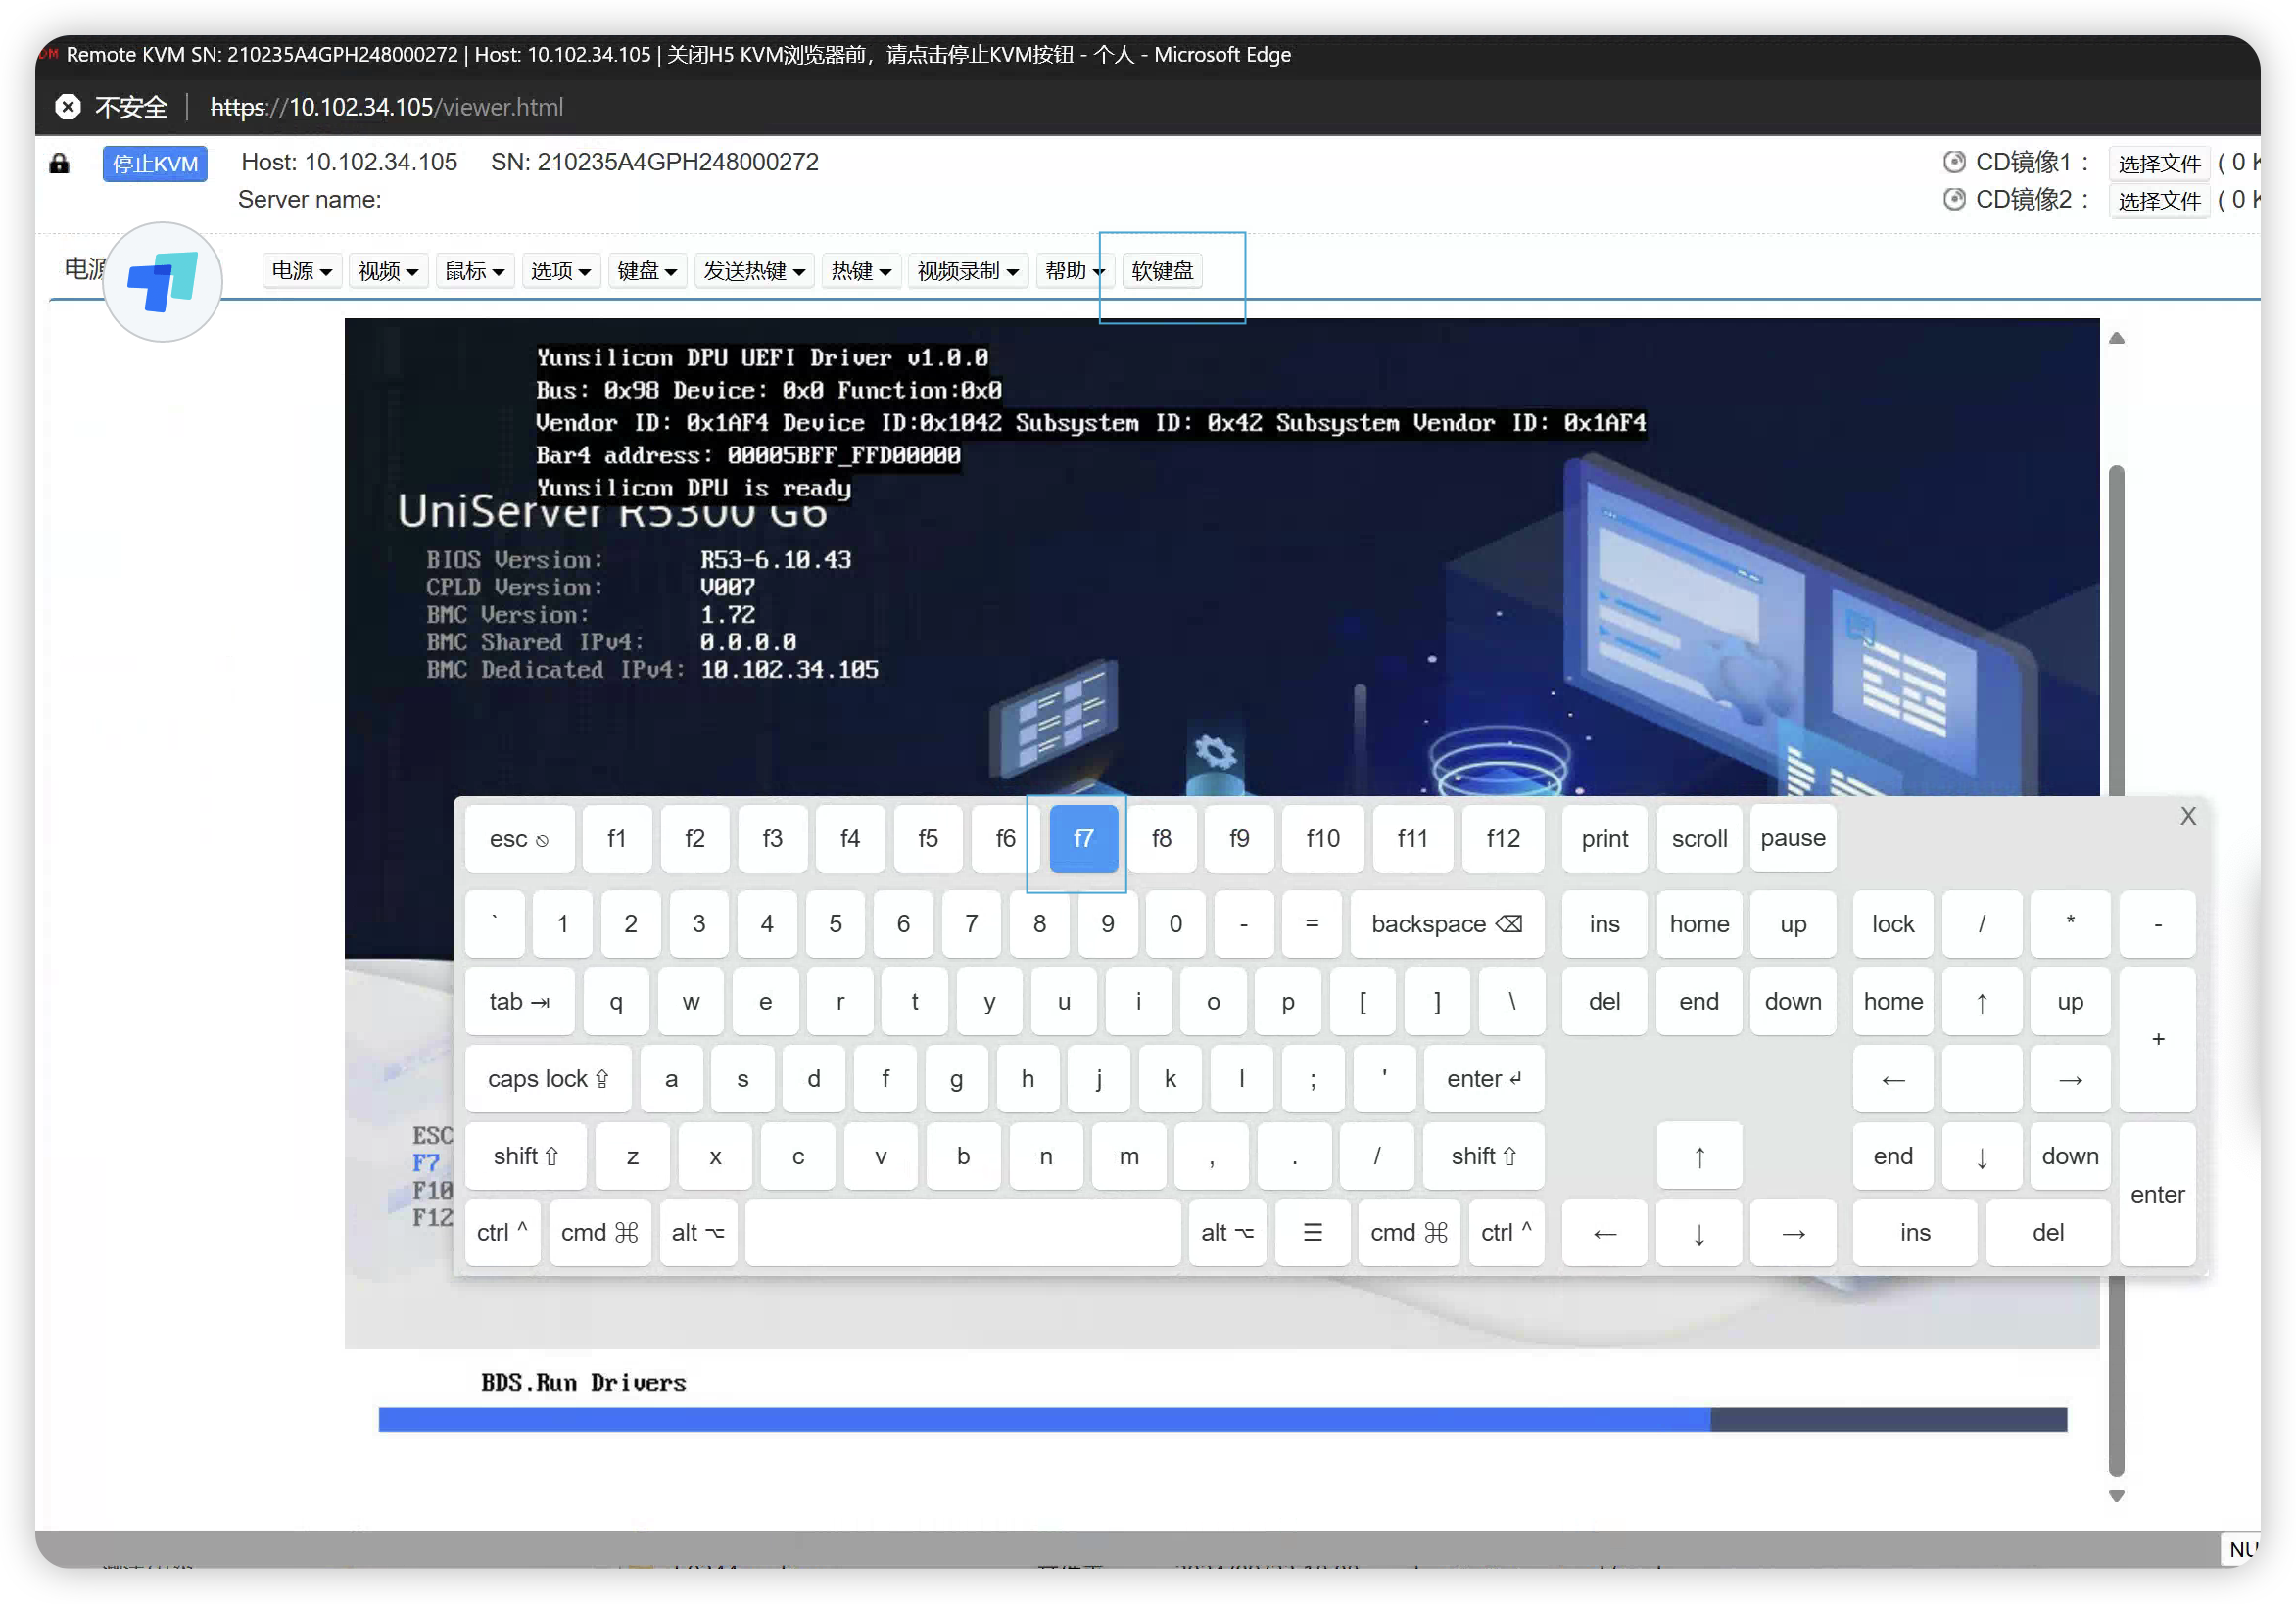 Remote KVM SN: 210235A4GPH248000272 | Host: 10.102.34.105 | 关闭H5 KVM浏览器前，请点击停止KVM按钮 - 个人 - Microsoft Edge
不安全 | https://10.102.34.105/viewer.html
停止KVM Host: 10.102.34.105 SN: 210235A4GPH248000272 CD镜像1： 选择文件 ( 0 K
Server name: CD镜像2： 选择文件 ( 0 K
电源 电源 视频 鼠标 选项 键盘 发送热键 热键 视频录制 帮助 软键盘
Yunsilicon DPU UEFI Driver v1.0.0
Bus: 0x98 Device: 0x0 Function:0x0
Vendor ID: 0x1AF4 Device ID:0x1042 Subsystem ID: 0x42 Subsystem Vendor ID: 0x1AF4
Bar4 address: 00005BFF_FFD00000
Yunsilicon DPU is ready
UniServer R5300 G6
BIOS Version: R53-6.10.43
CPLD Version: V007
BMC Version: 1.72
BMC Shared IPv4: 0.0.0.0
BMC Dedicated IPv4: 10.102.34.105
X
esc ⎋ f1 f2 f3 f4 f5 f6 f7 f8 f9 f10 f11 f12 print scroll pause
` 1 2 3 4 5 6 7 8 9 0 - = backspace ⌫ ins home up lock / * -
tab ⇥ q w e r t y u i o p [ ] \ del end down home ↑ up +
caps lock ⇪ a s d f g h j k l ; ' enter ↵ ← →
ESC
F7
F10
F12
shift ⇧ z x c v b n m , . / shift ⇧ ↑ end ↓ down enter
ctrl ^ cmd ⌘ alt ⌥ alt ⌥ ☰ cmd ⌘ ctrl ^ ← ↓ → ins del
BDS.Run Drivers
NU